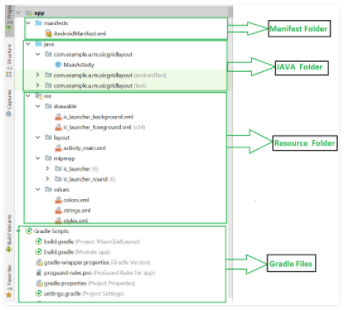 app
manifests
AndroidManifest.xml
java
com.example.amusicgridlayout
MainActivity
com.example.amusicgridlayout (androidTest)
com.example.amusicgridlayout (test)
res
drawable
ic_launcher_background.xml
ic_launcher_foreground.xml (v24)
layout
activity_main.xml
mipmap
ic_launcher (6)
ic_launcher_round (6)
values
colors.xml
strings.xml
styles.xml
Gradle Scripts
build.gradle (Project: MusicGridLayout)
build.gradle (Module: app)
gradle-wrapper.properties (Gradle Version)
proguard-rules.pro (ProGuard Rules for app)
gradle.properties (Project Properties)
settings.gradle (Project Settings)
Manifest Folder
JAVA Folder
Resource Folder
Gradle Files
Z: Structure
Captures
Build Variants
2: Favorites